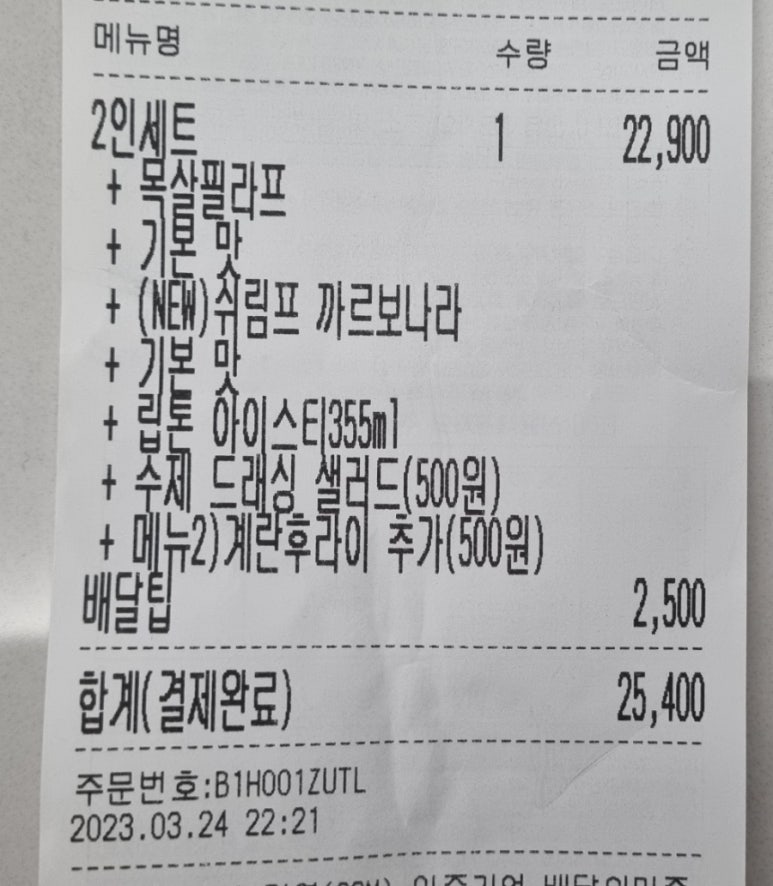 메뉴명 수량 금액
2인세트 1 22,900
+ 목살필라프
+ 기본 맛
+ (NEW)쉬림프 까르보나라
+ 기본 맛
+ 립톤 아이스티355ml
+ 수제 드래싱 샐러드(500원)
+ 메뉴2)계란후라이 추가(500원)
배달팁 2,500
합계(결제완료) 25,400
주문번호:B1H001ZUTL
2023.03.24 22:21